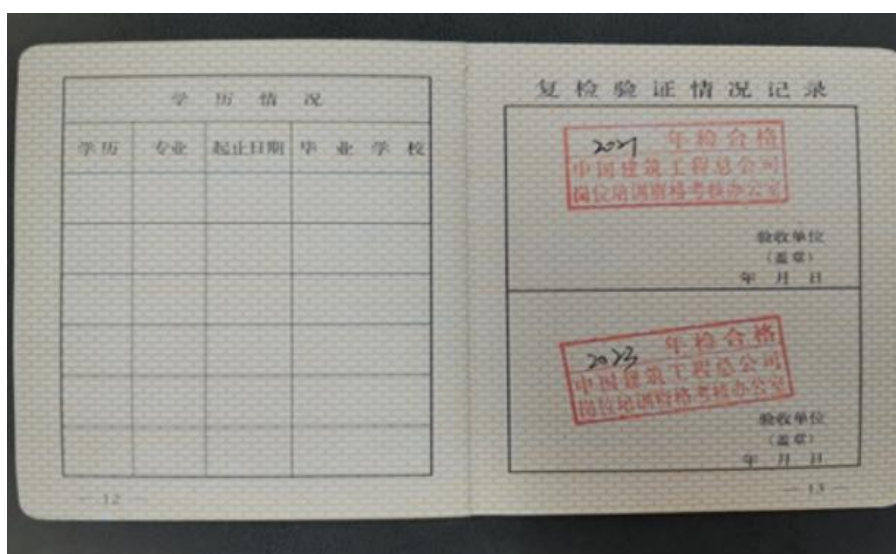 学 历 情 况
学历 专业 起止日期 毕 业 学 校
— 12 —
复 检 验 证 情 况 记 录
2021 年检合格
中国建筑工程总公司
岗位培训资格考核办公室
验收单位
(盖章)
年 月 日
2023 年检合格
中国建筑工程总公司
岗位培训资格考核办公室
验收单位
(盖章)
年 月 日
— 13 —